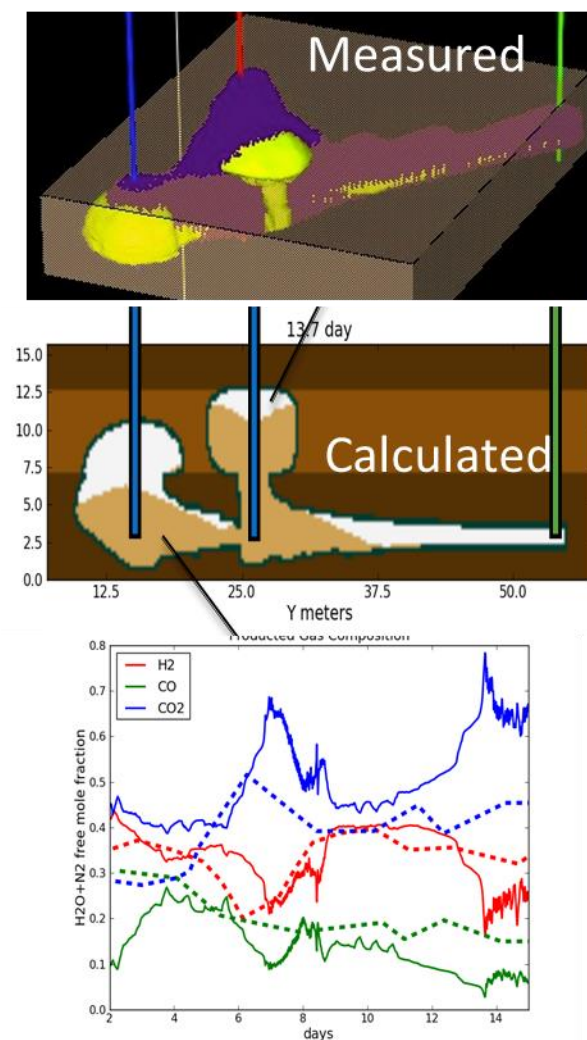 Measured
13.7 day
15.0
12.5
10.0
7.5
5.0
2.5
0.0
Calculated
12.5 25.0 37.5 50.0
Y meters
Producted Gas Composition
0.8
0.7
0.6
0.5
0.4
0.3
0.2
0.1
0.0
H2O+N2 free mole fraction
H2
CO
CO2
2 4 6 8 10 12 14
days